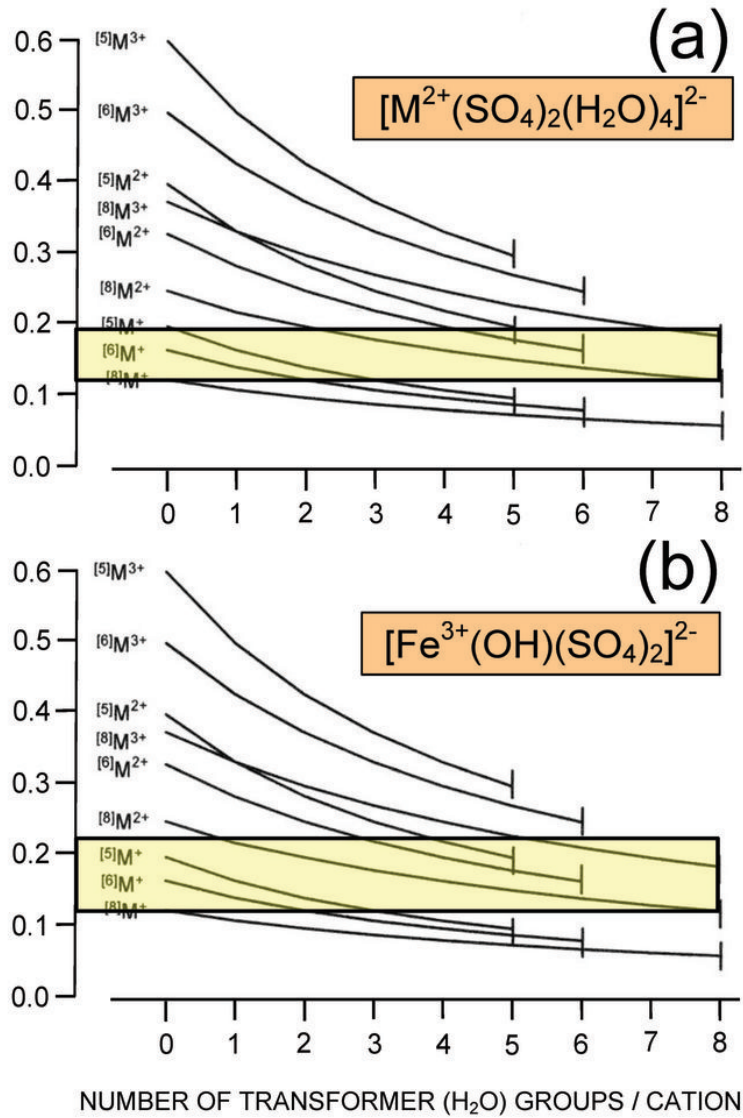 (a)
[M²⁺(SO₄)₂(H₂O)₄]²⁻
0.6
0.5
0.4
0.3
0.2
0.1
0.0
[5]M³⁺
[6]M³⁺
[5]M²⁺
[8]M³⁺
[6]M²⁺
[8]M²⁺
[5]M⁺
[6]M⁺
[8]M⁺
0 1 2 3 4 5 6 7 8
(b)
[Fe³⁺(OH)(SO₄)₂]²⁻
0.6
0.5
0.4
0.3
0.2
0.1
0.0
[5]M³⁺
[6]M³⁺
[5]M²⁺
[8]M³⁺
[6]M²⁺
[8]M²⁺
[5]M⁺
[6]M⁺
[8]M⁺
0 1 2 3 4 5 6 7 8
NUMBER OF TRANSFORMER (H₂O) GROUPS / CATION